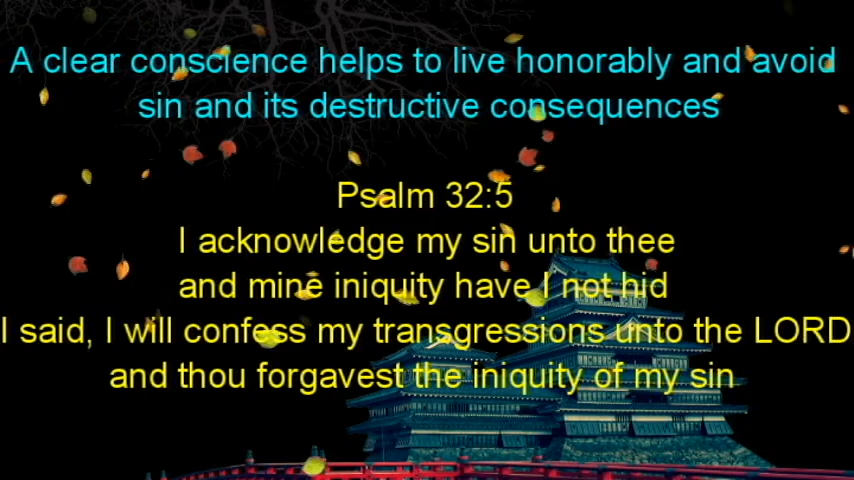 A clear conscience helps to live honorably and avoid
sin and its destructive consequences
Psalm 32:5
I acknowledge my sin unto thee
and mine iniquity have I not hid
I said, I will confess my transgressions unto the LORD
and thou forgavest the iniquity of my sin